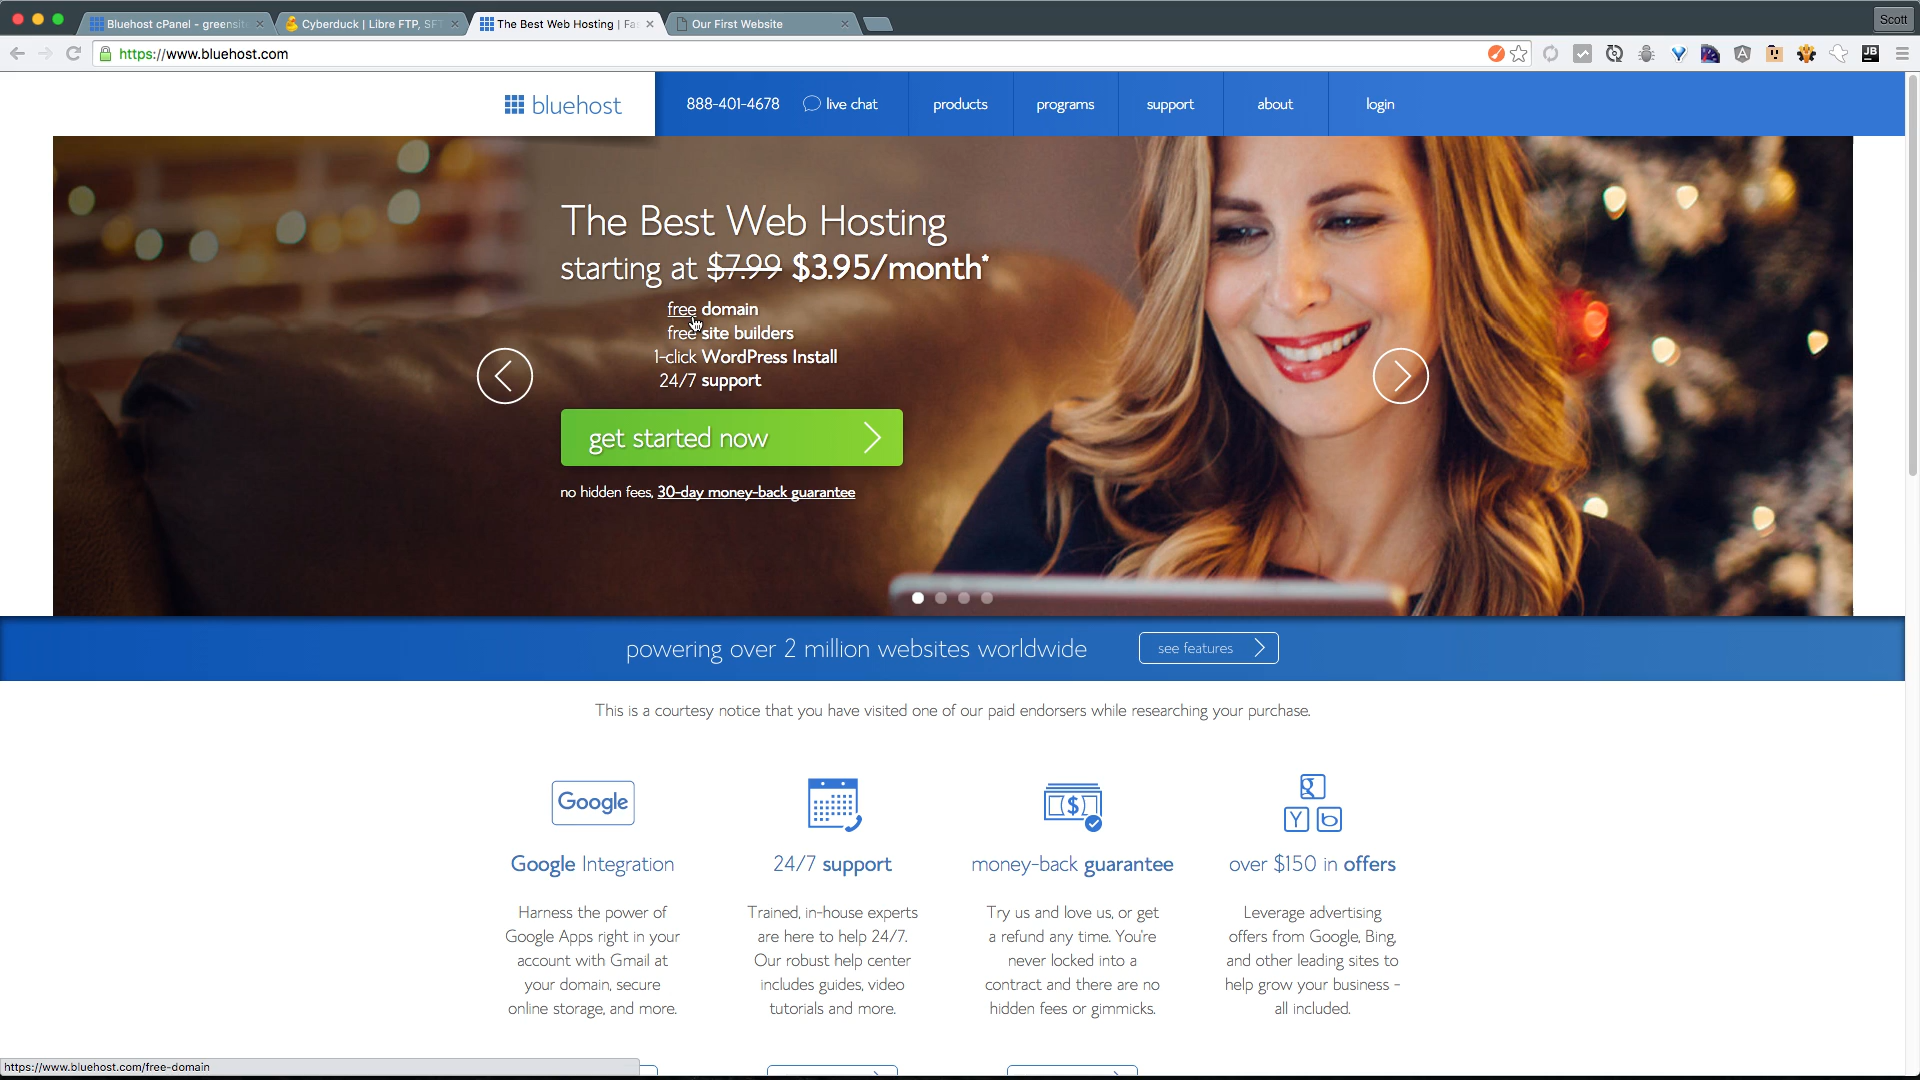 Bluehost cPanel - greensit
Cyberduck | Libre FTP, SFT
The Best Web Hosting | Fa
Our First Website
Scott
https://www.bluehost.com
JB
bluehost
888-401-4678
live chat
products
programs
support
about
login
The Best Web Hosting
starting at $7.99 $3.95/month*
free domain
free site builders
1-click WordPress Install
24/7 support
get started now
no hidden fees, 30-day money-back guarantee
powering over 2 million websites worldwide
see features
This is a courtesy notice that you have visited one of our paid endorsers while researching your purchase.
Google
Google Integration
Harness the power of
Google Apps right in your
account with Gmail at
your domain, secure
online storage, and more.
24/7 support
Trained, in-house experts
are here to help 24/7.
Our robust help center
includes guides, video
tutorials and more.
$
money-back guarantee
Try us and love us, or get
a refund any time. You're
never locked into a
contract and there are no
hidden fees or gimmicks.
g
Y b
over $150 in offers
Leverage advertising
offers from Google, Bing,
and other leading sites to
help grow your business -
all included.
https://www.bluehost.com/free-domain